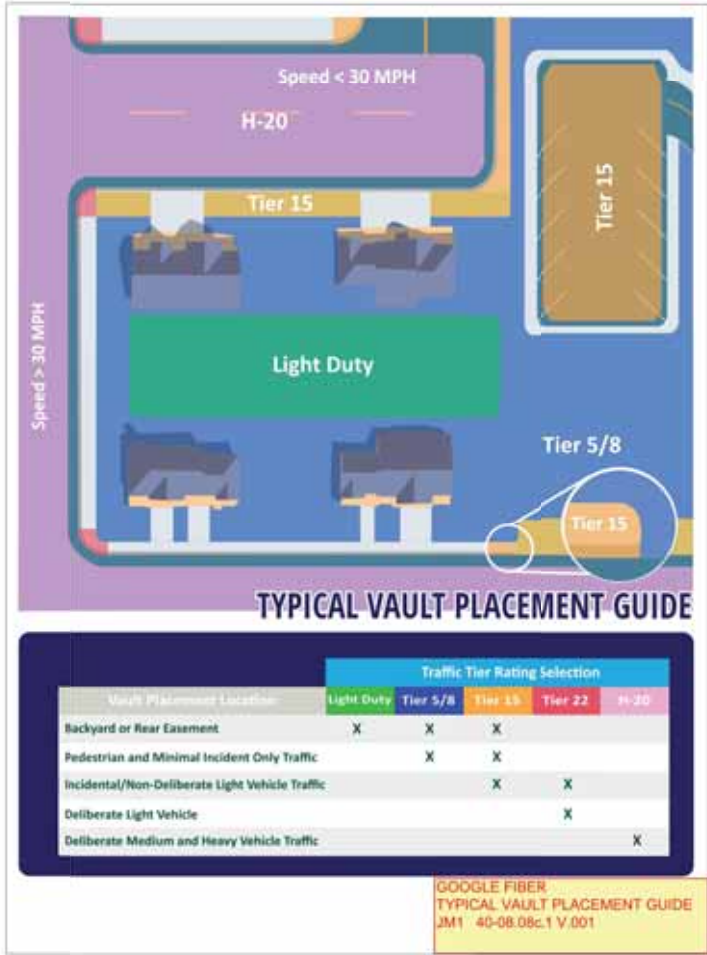 Speed < 30 MPH
H-20
Tier 15
Tier 15
Speed > 30 MPH
Light Duty
Tier 5/8
Tier 15
TYPICAL VAULT PLACEMENT GUIDE
Traffic Tier Rating Selection
Vault Placement Location Light Duty Tier 5/8 Tier 15 Tier 22 H-20
Backyard or Rear Easement X X X
Pedestrian and Minimal Incident Only Traffic X X
Incidental/Non-Deliberate Light Vehicle Traffic X X
Deliberate Light Vehicle X
Deliberate Medium and Heavy Vehicle Traffic X
GOOGLE FIBER
TYPICAL VAULT PLACEMENT GUIDE
JM1 40-08.08c.1 V.001